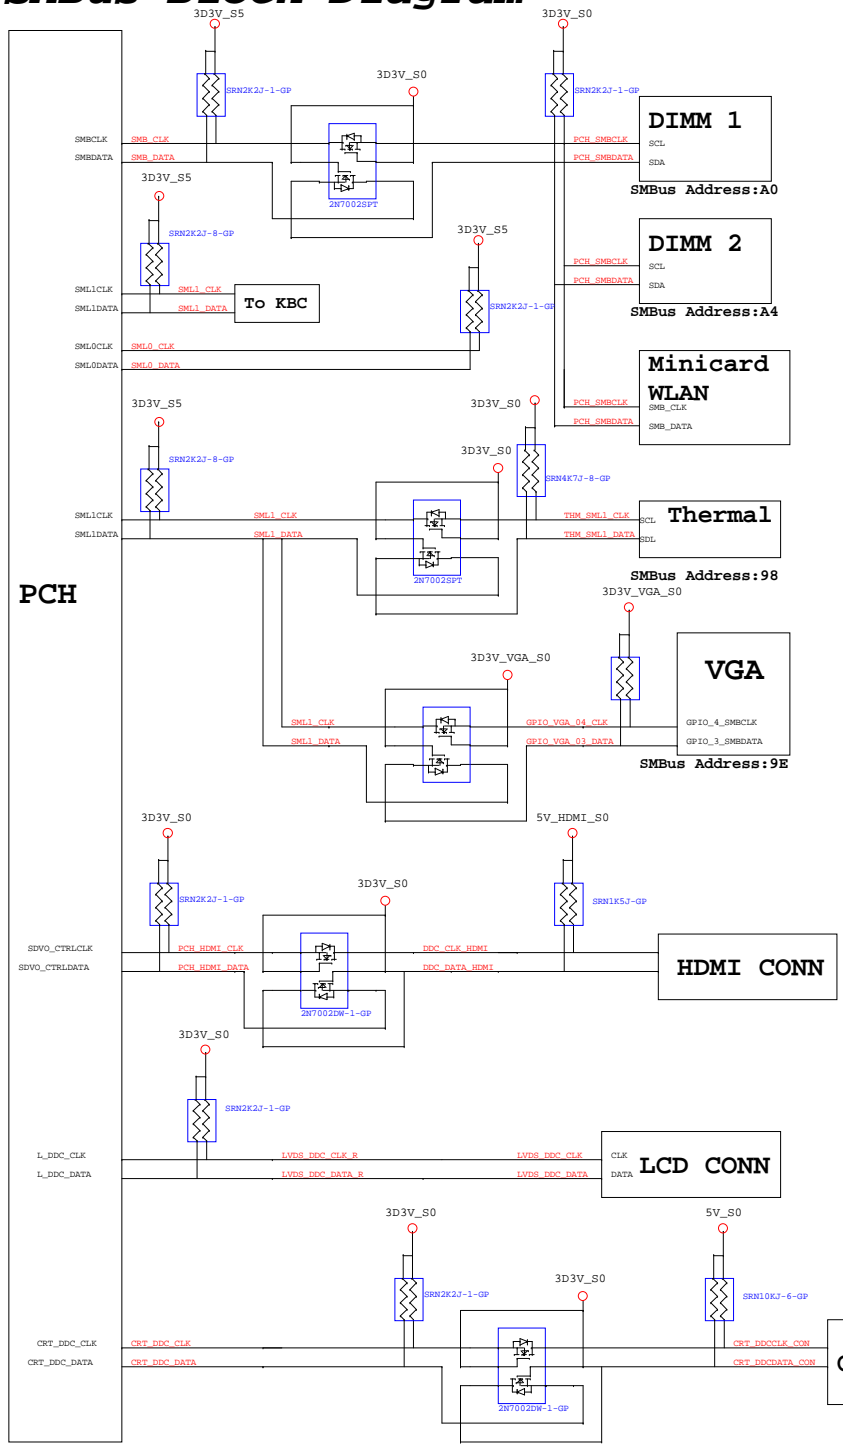 SMBus Block Diagram
3D3V_S5
3D3V_S0
SRN2K2J-1-GP
3D3V_S0
SRN2K2J-1-GP
DIMM 1
SMBCLK
SMB_CLK
PCH_SMBCLK
SCL
SMBDATA
SMB_DATA
PCH_SMBDATA
SDA
3D3V_S5
SMBus Address:A0
2N7002SPT
SRN2K2J-8-GP
3D3V_S5
DIMM 2
PCH_SMBCLK
SCL
PCH_SMBDATA
SDA
SML1CLK
SML1_CLK
To KBC
SML1DATA
SML1_DATA
SRN2K2J-1-GP
SMBus Address:A4
SML0CLK
SML0_CLK
SML0DATA
SML0_DATA
Minicard
WLAN
PCH_SMBCLK
SMB_CLK
PCH_SMBDATA
SMB_DATA
3D3V_S5
3D3V_S0
3D3V_S0
SRN2K2J-8-GP
SRN4K7J-8-GP
SML1CLK
SML1_CLK
THM_SML1_CLK
SCL
Thermal
SML1DATA
SML1_DATA
THM_SML1_DATA
SDL
2N7002SPT
SMBus Address:98
PCH
3D3V_VGA_S0
3D3V_VGA_S0
VGA
SML1_CLK
GPIO_VGA_04_CLK
GPIO_4_SMBCLK
SML1_DATA
GPIO_VGA_03_DATA
GPIO_3_SMBDATA
SMBus Address:9E
3D3V_S0
5V_HDMI_S0
3D3V_S0
SRN2K2J-1-GP
SRN1K5J-GP
SDVO_CTRLCLK
PCH_HDMI_CLK
DDC_CLK_HDMI
SDVO_CTRLDATA
PCH_HDMI_DATA
DDC_DATA_HDMI
HDMI CONN
2N7002DW-1-GP
3D3V_S0
SRN2K2J-1-GP
L_DDC_CLK
LVDS_DDC_CLK_R
LVDS_DDC_CLK
CLK
LCD CONN
L_DDC_DATA
LVDS_DDC_DATA_R
LVDS_DDC_DATA
DATA
3D3V_S0
5V_S0
3D3V_S0
SRN2K2J-1-GP
SRN10KJ-6-GP
CRT_DDC_CLK
CRT_DDC_CLK
CRT_DDCCLK_CON
CRT_DDC_DATA
CRT_DDC_DATA
CRT_DDCDATA_CON
2N7002DW-1-GP